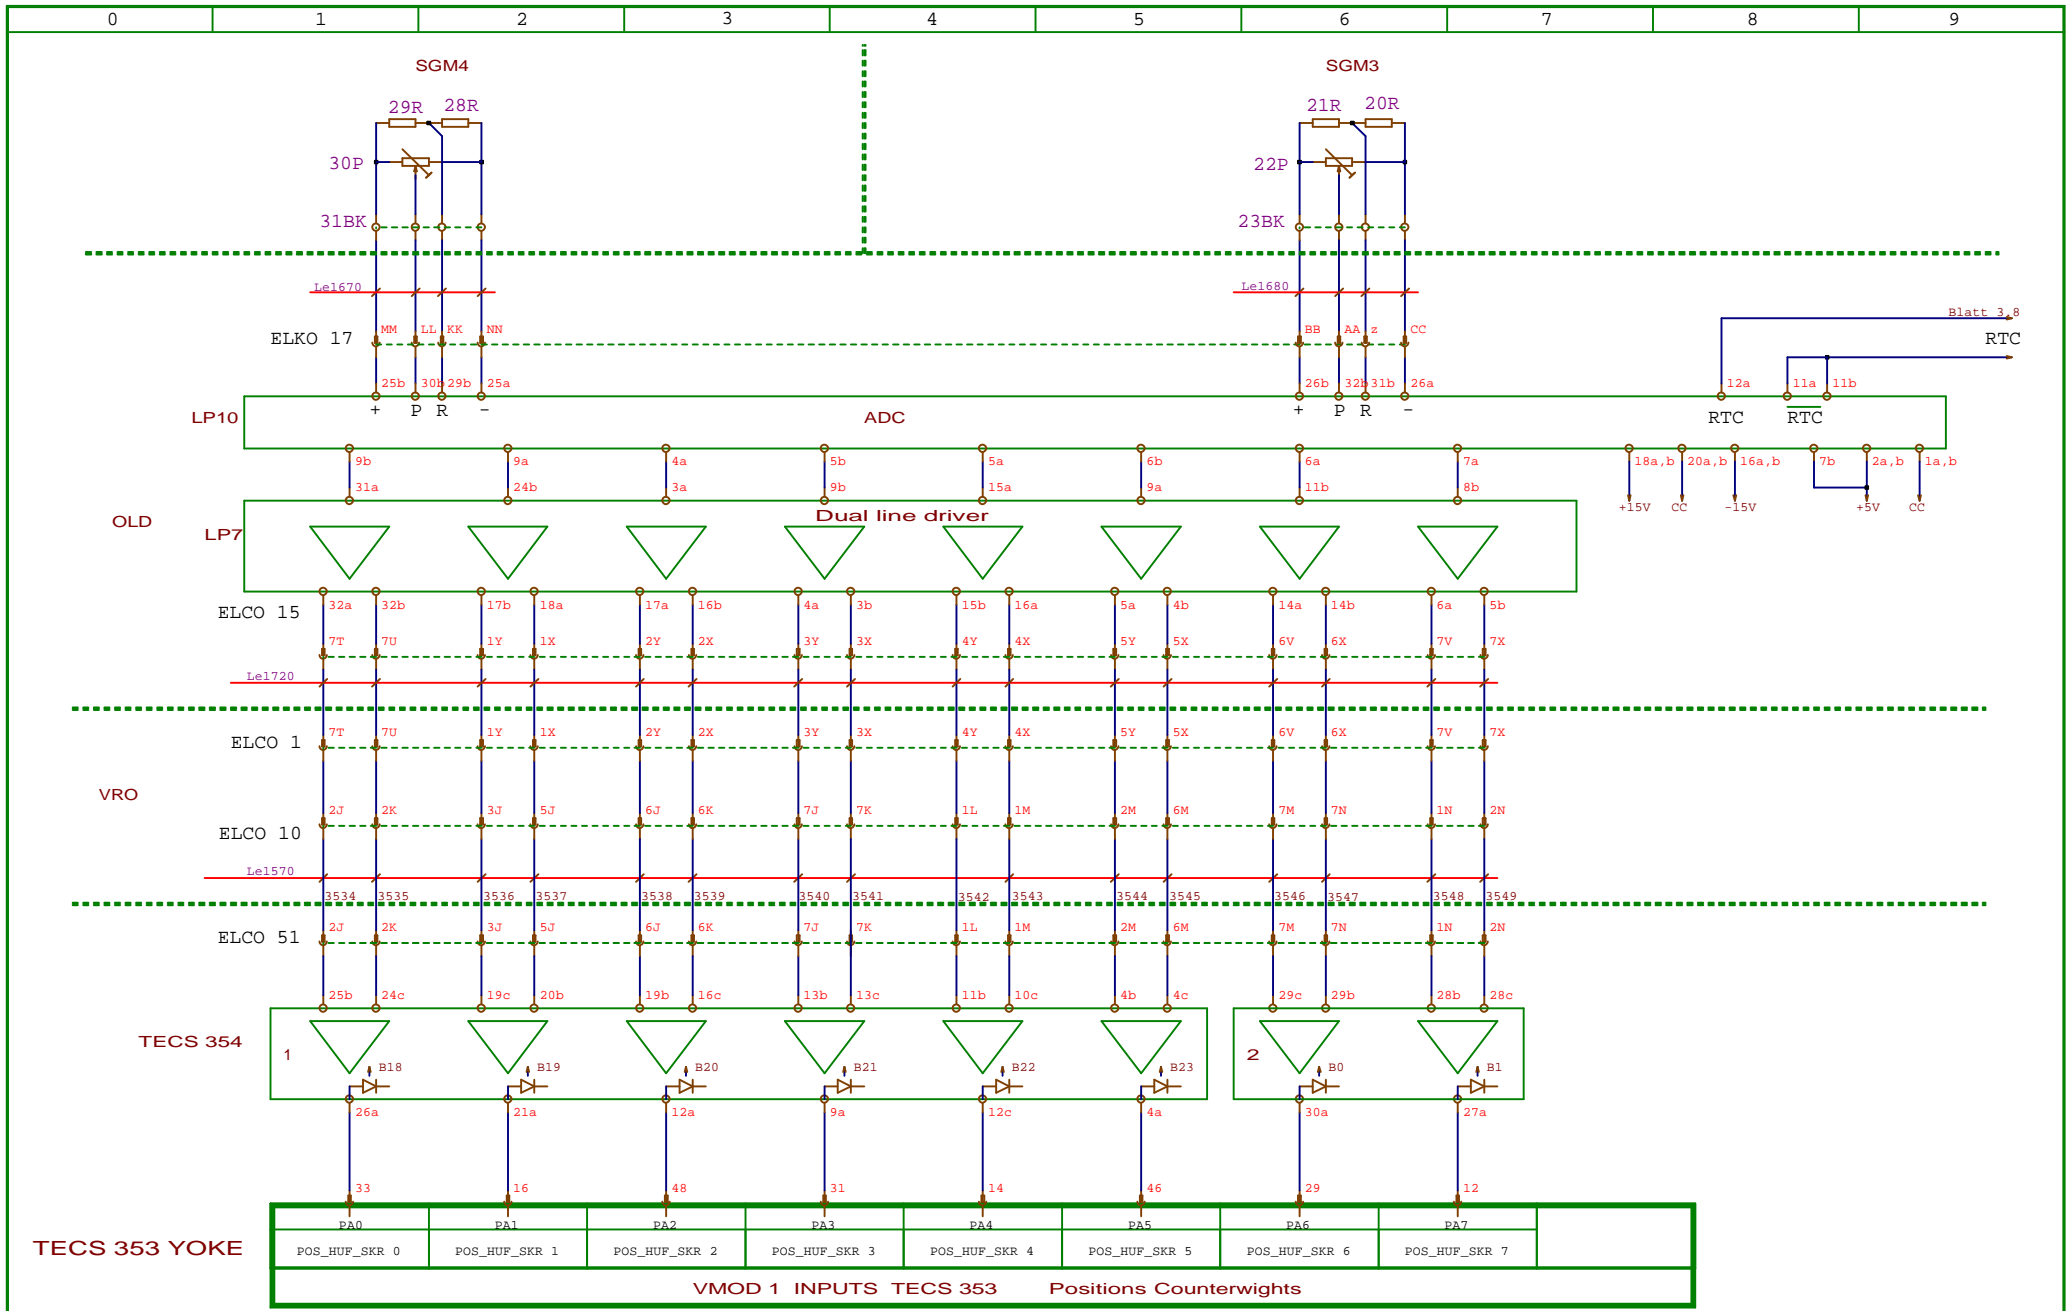 0 1 2 3 4 5 6 7 8 9
SGM4 SGM3
29R 28R 21R 20R
30P 22P
31BK 23BK
Le1670 Le1680
Blatt 3,8
MM LL KK NN BB AA z CC
ELKO 17 RTC
25b 30b 29b 25a 26b 32b 31b 26a 12a 11a 11b
LP10 + P R - ADC + P R - RTC RTC
9b 9a 4a 5b 5a 6b 6a 7a 18a,b 20a,b 16a,b 7b 2a,b 1a,b
31a 24b 3a 9b 15a 9a 11b 8b
+15V CC -15V +5V CC
OLD Dual line driver
LP7
32a 32b 17b 18a 17a 16b 4a 3b 15b 16a 5a 4b 14a 14b 6a 5b
ELCO 15
7T 7U 1Y 1X 2Y 2X 3Y 3X 4Y 4X 5Y 5X 6V 6X 7V 7X
Le1720
7T 7U 1Y 1X 2Y 2X 3Y 3X 4Y 4X 5Y 5X 6V 6X 7V 7X
ELCO 1
VRO
2J 2K 3J 5J 6J 6K 7J 7K 1L 1M 2M 6M 7M 7N 1N 2N
ELCO 10
Le1570
3534 3535 3536 3537 3538 3539 3540 3541 3542 3543 3544 3545 3546 3547 3548 3549
2J 2K 3J 5J 6J 6K 7J 7K 1L 1M 2M 6M 7M 7N 1N 2N
ELCO 51
25b 24c 19c 20b 19b 16c 13b 13c 11b 10c 4b 4c 29c 29b 28b 28c
TECS 354
1 2
B18 B19 B20 B21 B22 B23 B0 B1
26a 21a 12a 9a 12c 4a 30a 27a
33 16 48 31 14 46 29 12
PA0 PA1 PA2 PA3 PA4 PA5 PA6 PA7
TECS 353 YOKE
POS_HUF_SKR 0 POS_HUF_SKR 1 POS_HUF_SKR 2 POS_HUF_SKR 3 POS_HUF_SKR 4 POS_HUF_SKR 5 POS_HUF_SKR 6 POS_HUF_SKR 7
VMOD 1 INPUTS TECS 353 Positions Counterwights